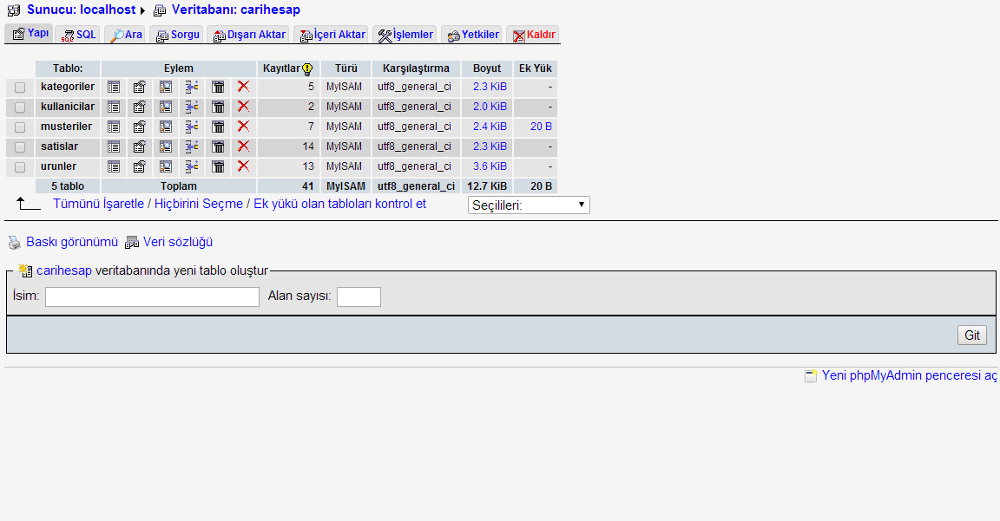 Sunucu: localhost Veritabanı: carihesap
Yapı SQL Ara Sorgu Dışarı Aktar İçeri Aktar İşlemler Yetkiler Kaldır
Tablo: Eylem Kayıtlar Türü Karşılaştırma Boyut Ek Yük
kategoriler 5 MyISAM utf8_general_ci 2.3 KiB -
kullanicilar 2 MyISAM utf8_general_ci 2.0 KiB -
musteriler 7 MyISAM utf8_general_ci 2.4 KiB 20 B
satislar 14 MyISAM utf8_general_ci 2.3 KiB -
urunler 13 MyISAM utf8_general_ci 3.6 KiB -
5 tablo Toplam 41 MyISAM utf8_general_ci 12.7 KiB 20 B
Tümünü İşaretle / Hiçbirini Seçme / Ek yükü olan tabloları kontrol et Seçilileri:
Baskı görünümü Veri sözlüğü
carihesap veritabanında yeni tablo oluştur
İsim: Alan sayısı:
Git
Yeni phpMyAdmin penceresi aç